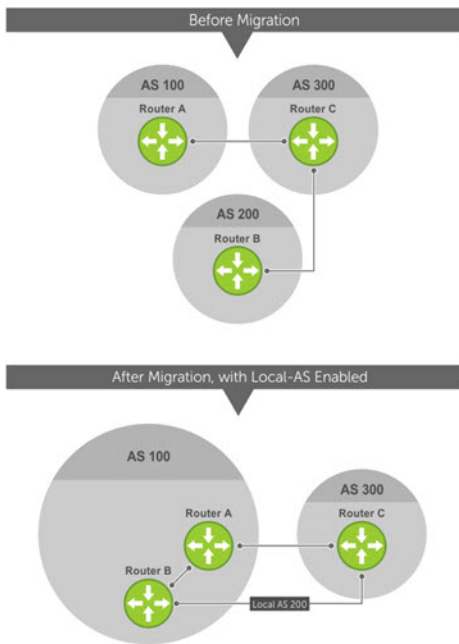 Before Migration
AS 100
AS 300
Router A
Router C
AS 200
Router B
After Migration, with Local-AS Enabled
AS 100
AS 300
Router A
Router C
Router B
Local AS 200